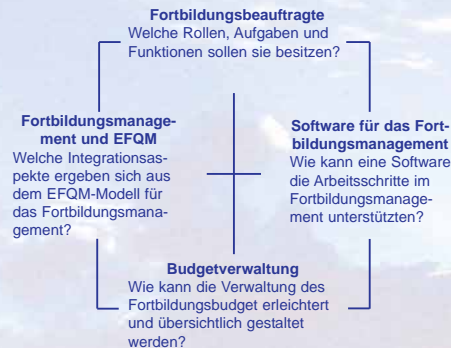 Fortbildungsbeauftragte
Welche Rollen, Aufgaben und
Funktionen sollen sie besitzen?
Fortbildungsmanage-
ment und EFQM
Welche Integrationsas-
pekte ergeben sich aus
dem EFQM-Modell für
das Fortbildungsmana-
gement?
Software für das Fort-
bildungsmanagement
Wie kann eine Software
die Arbeitsschritte im
Fortbildungsmanage-
ment unterstützten?
Budgetverwaltung
Wie kann die Verwaltung des
Fortbildungsbudget erleichtert
und übersichtlich gestaltet
werden?